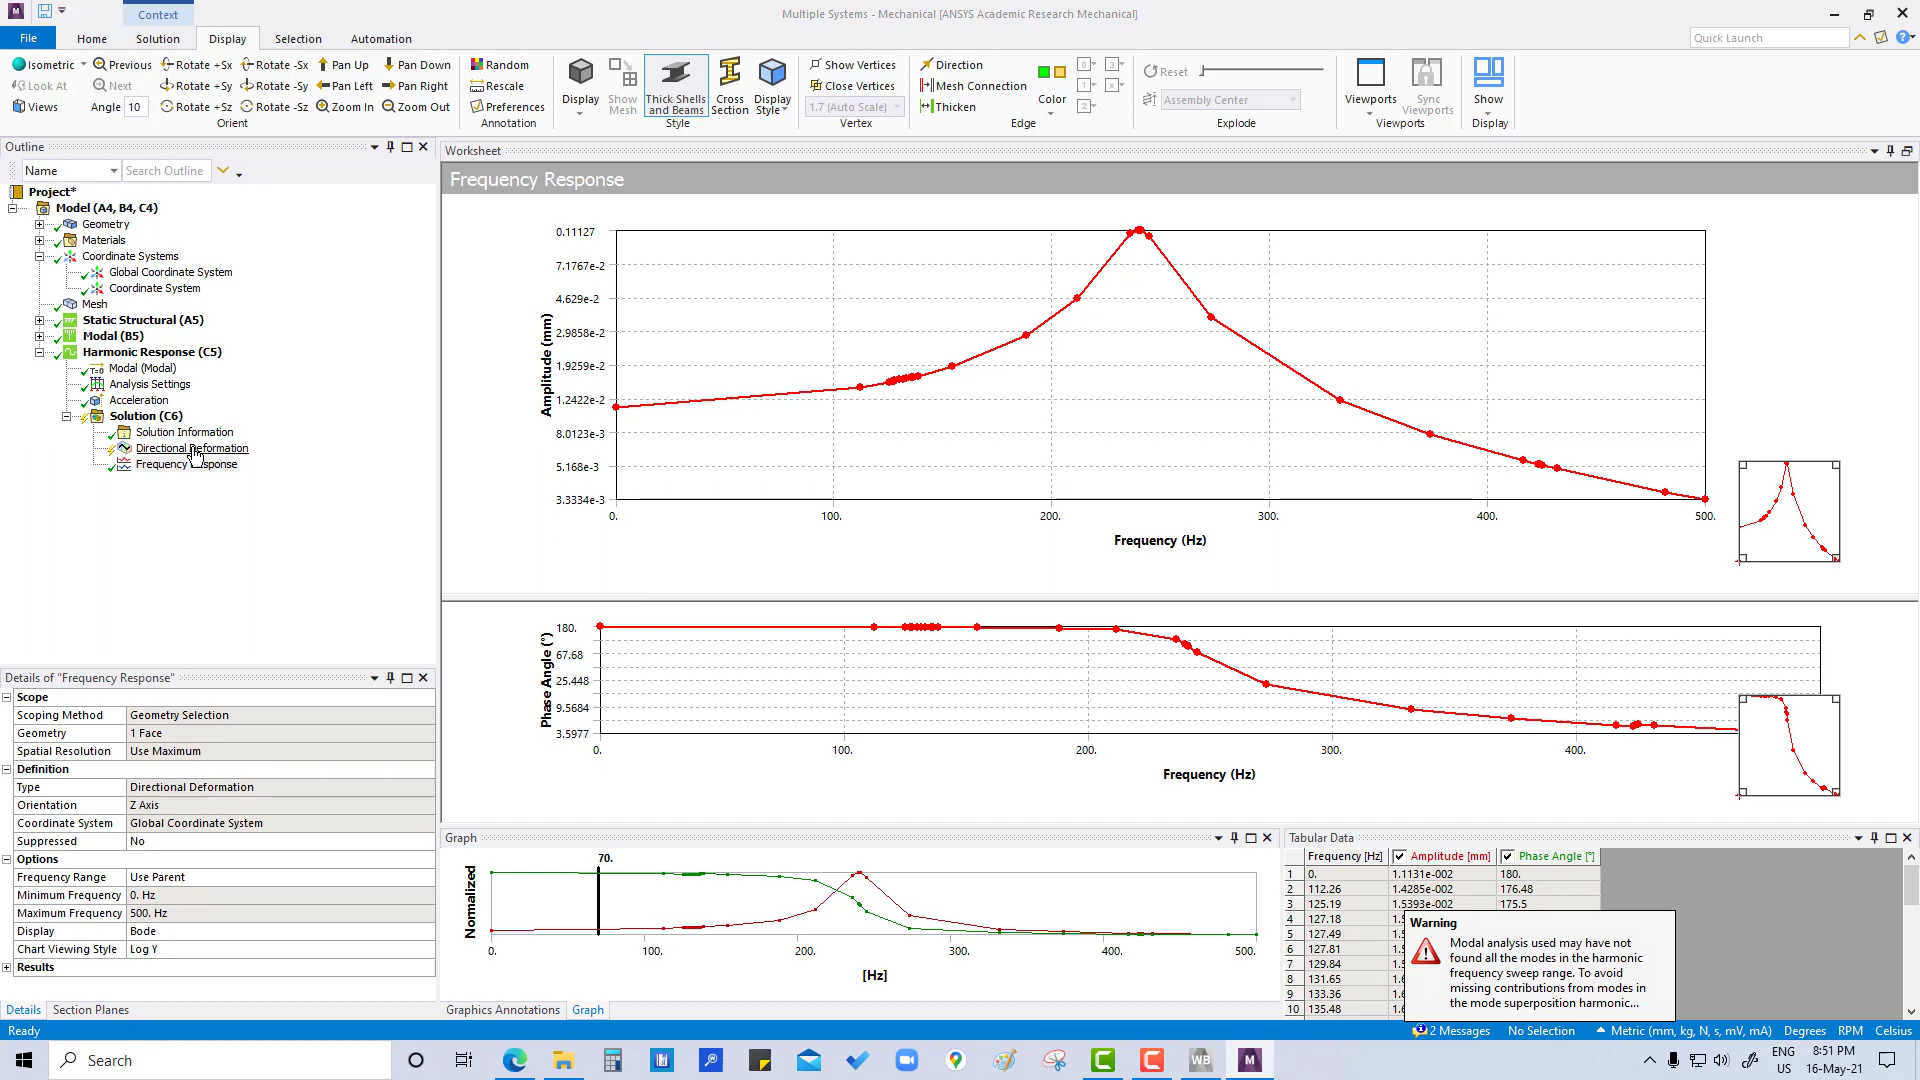 Context
Multiple Systems - Mechanical [ANSYS Academic Research Mechanical]
File
Home
Solution
Display
Selection
Automation
Quick Launch
Isometric
Previous
Rotate +Sx
Rotate -Sx
Pan Up
Pan Down
Look At
Next
Rotate +Sy
Rotate -Sy
Pan Left
Pan Right
Views
Angle 10
Rotate +Sz
Rotate -Sz
Zoom In
Zoom Out
Orient
Random
Rescale
Preferences
Annotation
Display
Show Mesh
Thick Shells and Beams
Cross Section
Display Style
Style
Show Vertices
Close Vertices
1.7 (Auto Scale)
Vertex
Direction
Mesh Connection
Thicken
Color
Edge
Reset
Assembly Center
Explode
Viewports
Sync Viewports
Viewports
Show
Display
Outline
Name
Search Outline
Project*
Model (A4, B4, C4)
Geometry
Materials
Coordinate Systems
Global Coordinate System
Coordinate System
Mesh
Static Structural (A5)
Modal (B5)
Harmonic Response (C5)
Modal (Modal)
Analysis Settings
Acceleration
Solution (C6)
Solution Information
Directional Deformation
Frequency Response
Details of "Frequency Response"
Scope
Scoping Method Geometry Selection
Geometry 1 Face
Spatial Resolution Use Maximum
Definition
Type Directional Deformation
Orientation Z Axis
Coordinate System Global Coordinate System
Suppressed No
Options
Frequency Range Use Parent
Minimum Frequency 0. Hz
Maximum Frequency 500. Hz
Display Bode
Chart Viewing Style Log Y
Results
Details
Section Planes
Worksheet
Frequency Response
0.11127
7.1767e-2
4.629e-2
2.9858e-2
1.9259e-2
1.2422e-2
8.0123e-3
5.168e-3
3.3334e-3
Amplitude (mm)
0. 100. 200. 300. 400. 500.
Frequency (Hz)
180.
67.68
25.448
9.5684
3.5977
Phase Angle (°)
0. 100. 200. 300. 400.
Frequency (Hz)
Graph
70.
Normalized
0. 100. 200. 300. 400. 500.
[Hz]
Graphics Annotations
Graph
Tabular Data
Frequency [Hz] Amplitude [mm] Phase Angle [°]
1 0. 1.1131e-002 180.
2 112.26 1.4285e-002 176.48
3 125.19 1.5393e-002 175.5
4 127.18
5 127.49
6 127.81
7 129.84
8 131.65
9 133.36
10 135.48
Warning
Modal analysis used may have not
found all the modes in the harmonic
frequency sweep range. To avoid
missing contributions from modes in
the mode superposition harmonic...
Ready
2 Messages
No Selection
Metric (mm, kg, N, s, mV, mA)
Degrees
RPM
Celsius
Search
WB
M
ENG
US
8:51 PM
16-May-21